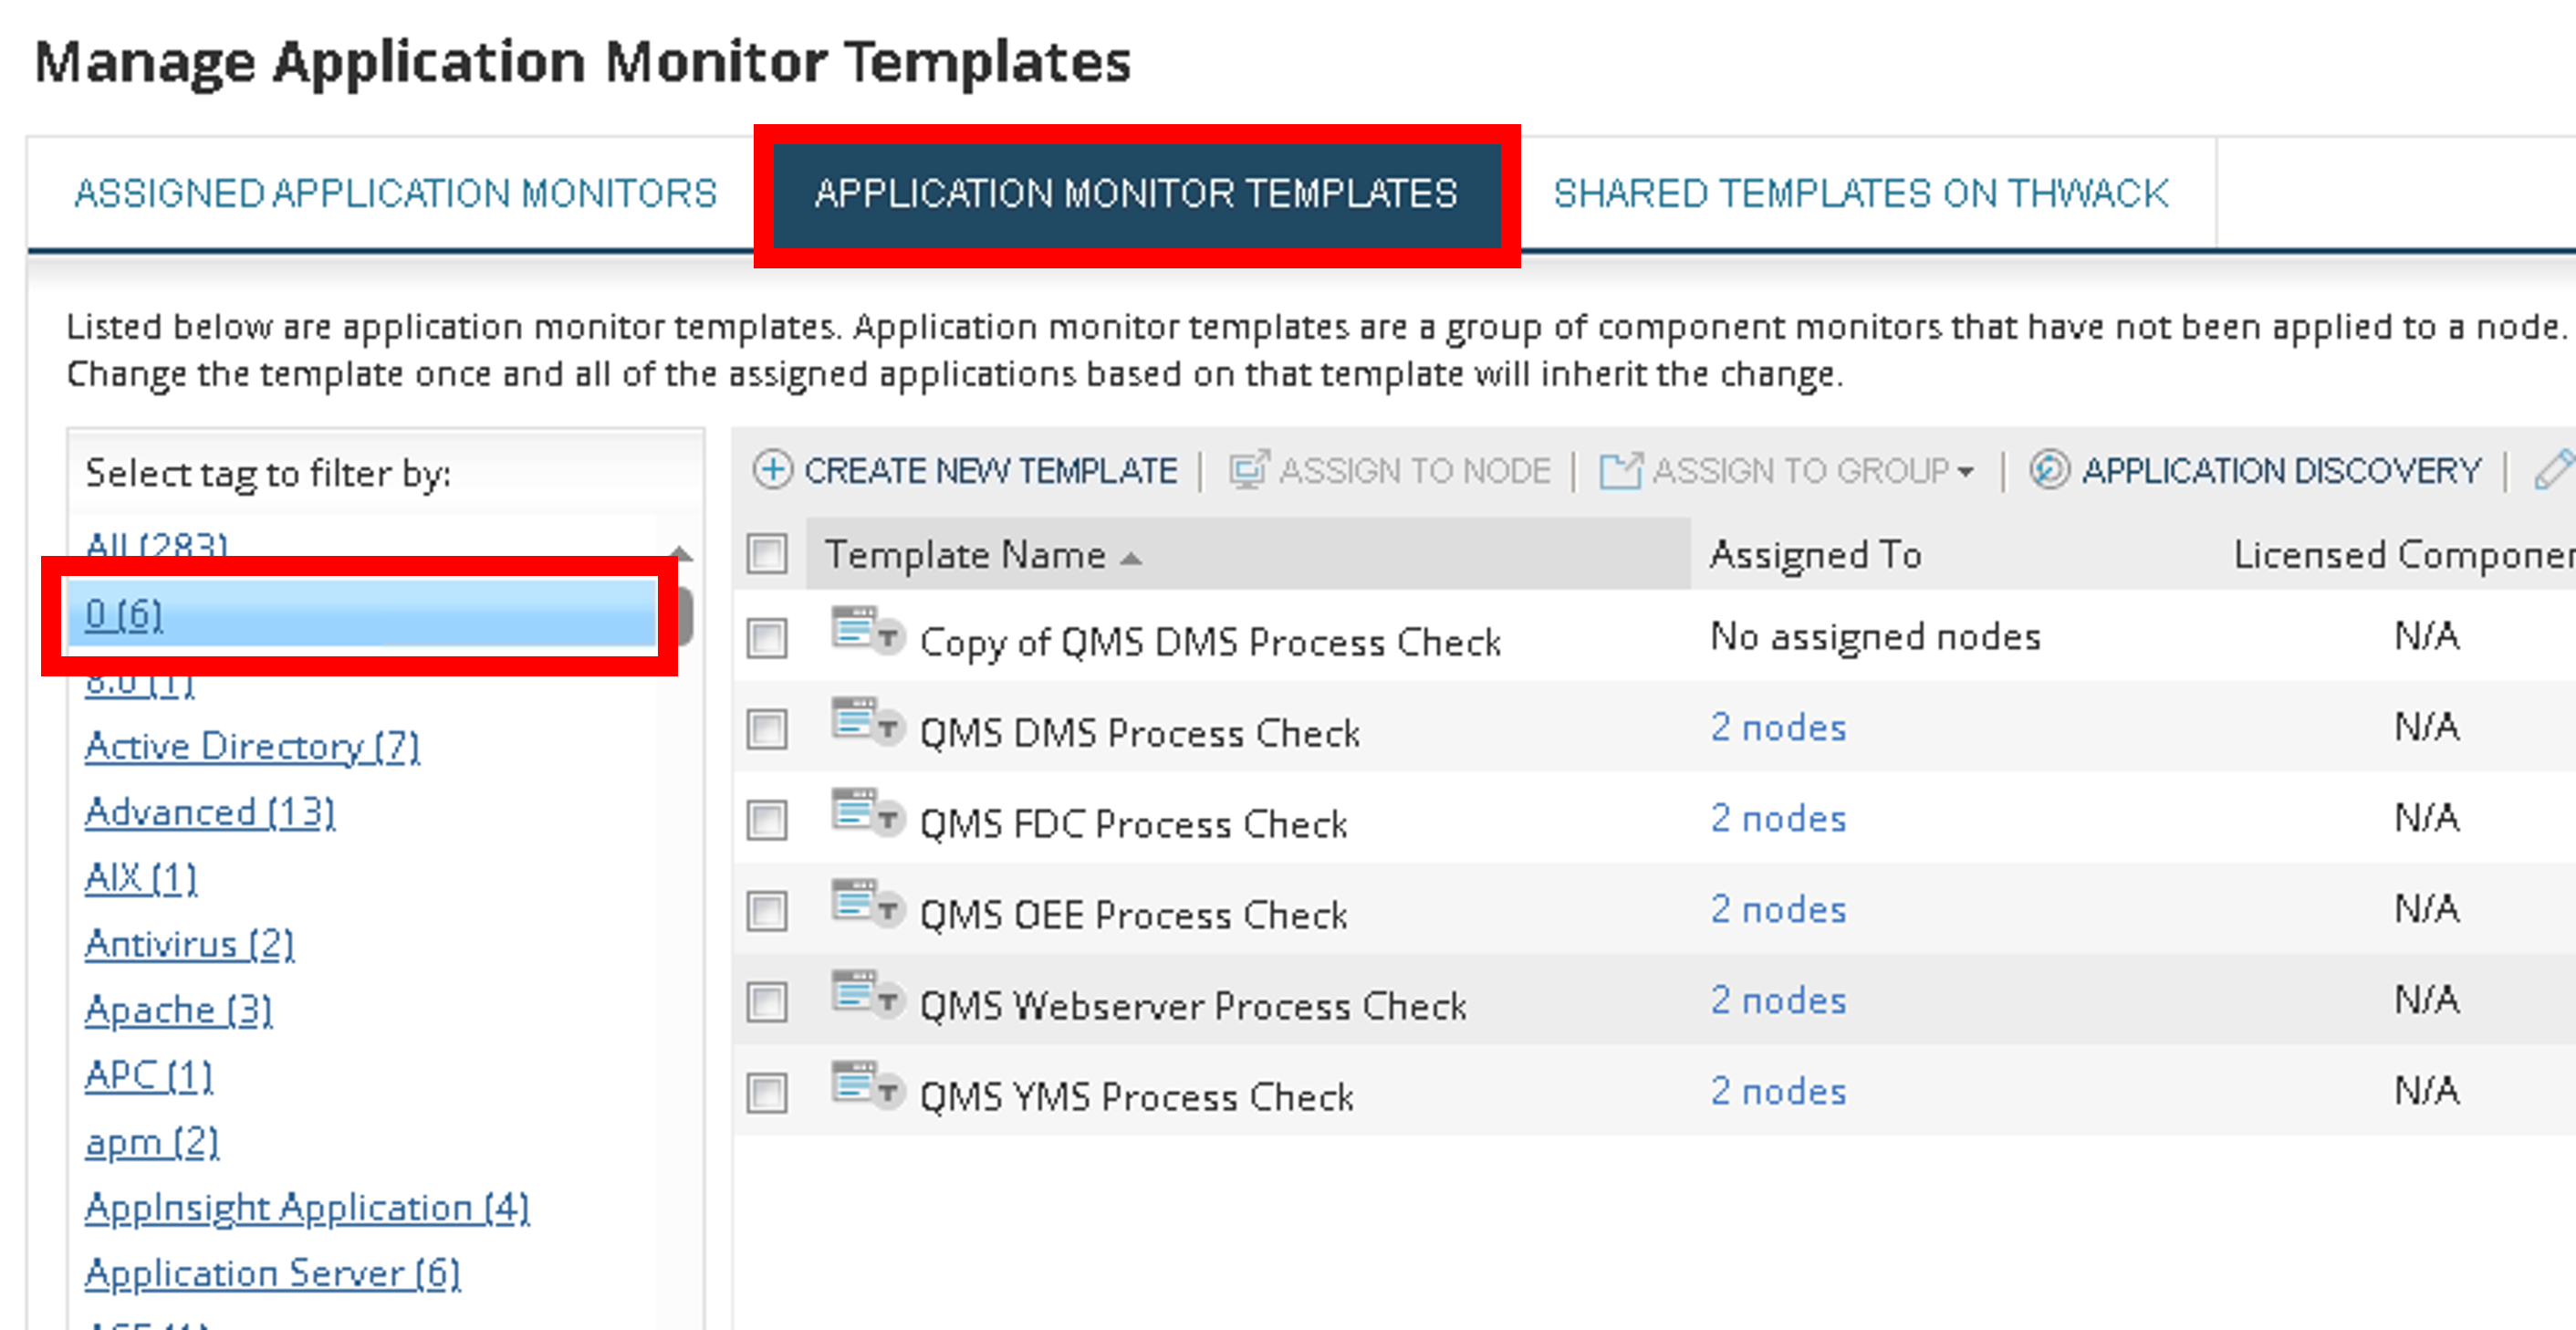 Manage Application Monitor Templates
ASSIGNED APPLICATION MONITORS
APPLICATION MONITOR TEMPLATES
SHARED TEMPLATES ON THWACK
Listed below are application monitor templates. Application monitor templates are a group of component monitors that have not been applied to a node.
Change the template once and all of the assigned applications based on that template will inherit the change.
Select tag to filter by:
All (283)
0 (6)
8.0 (1)
Active Directory (7)
Advanced (13)
AIX (1)
Antivirus (2)
Apache (3)
APC (1)
apm (2)
AppInsight Application (4)
Application Server (6)
CREATE NEW TEMPLATE | ASSIGN TO NODE | ASSIGN TO GROUP | APPLICATION DISCOVERY |
Template Name Assigned To Licensed Componen
Copy of QMS DMS Process Check No assigned nodes N/A
QMS DMS Process Check 2 nodes N/A
QMS FDC Process Check 2 nodes N/A
QMS OEE Process Check 2 nodes N/A
QMS Webserver Process Check 2 nodes N/A
QMS YMS Process Check 2 nodes N/A